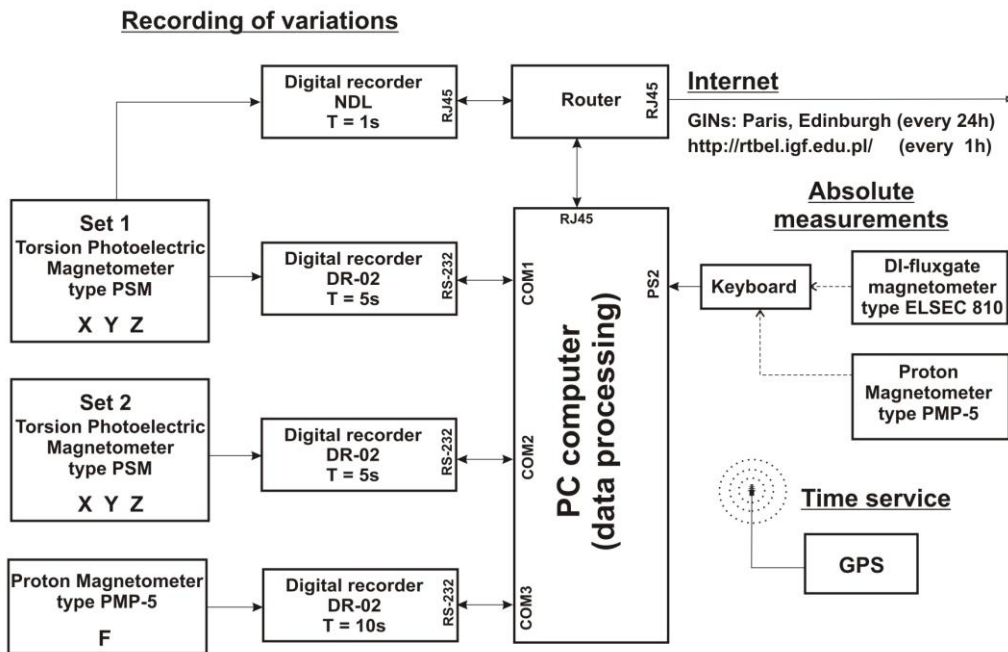 Recording of variations
Digital recorder
NDL
T = 1s
RJ45
Router
RJ45
Internet
GINs: Paris, Edinburgh (every 24h)
http://rtbel.igf.edu.pl/ (every 1h)
Set 1
Torsion Photoelectric
Magnetometer
type PSM
X Y Z
Digital recorder
DR-02
T = 5s
RS-232
Set 2
Torsion Photoelectric
Magnetometer
type PSM
X Y Z
Digital recorder
DR-02
T = 5s
RS-232
Proton Magnetometer
type PMP-5
F
Digital recorder
DR-02
T = 10s
RS-232
RJ45
COM1
COM2
COM3
PS2
PC computer
(data processing)
Absolute
measurements
Keyboard
DI-fluxgate
magnetometer
type ELSEC 810
Proton
Magnetometer
type PMP-5
Time service
GPS